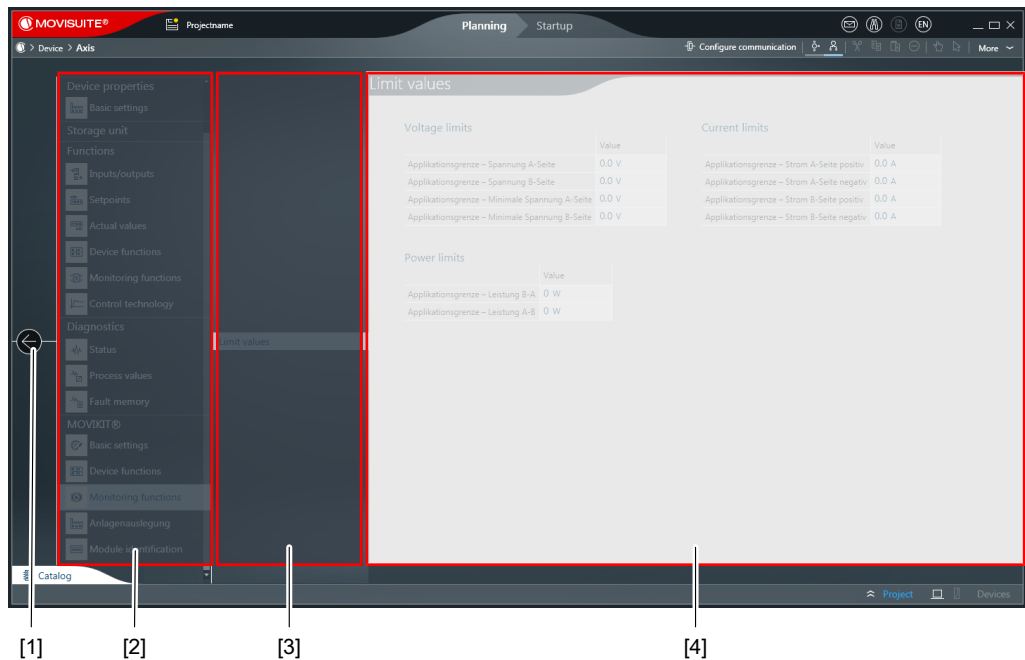 MOVISUITE® Projectname Planning Startup EN
> Device > Axis Configure communication More
Device properties
Basic settings
Storage unit
Functions
Inputs/outputs
Setpoints
Actual values
Device functions
Monitoring functions
Control technology
Diagnostics
Status
Process values
Fault memory
MOVIKIT®
Basic settings
Device functions
Monitoring functions
Anlagenauslegung
Module identification
Limit values
Limit values
Voltage limits
Value
Applikationsgrenze – Spannung A-Seite 0.0 V
Applikationsgrenze – Spannung B-Seite 0.0 V
Applikationsgrenze – Minimale Spannung A-Seite 0.0 V
Applikationsgrenze – Minimale Spannung B-Seite 0.0 V
Current limits
Value
Applikationsgrenze – Strom A-Seite positiv 0.0 A
Applikationsgrenze – Strom A-Seite negativ 0.0 A
Applikationsgrenze – Strom B-Seite positiv 0.0 A
Applikationsgrenze – Strom B-Seite negativ 0.0 A
Power limits
Value
Applikationsgrenze – Leistung B-A 0 W
Applikationsgrenze – Leistung A-B 0 W
Catalog
Project Devices
[1] [2] [3] [4]